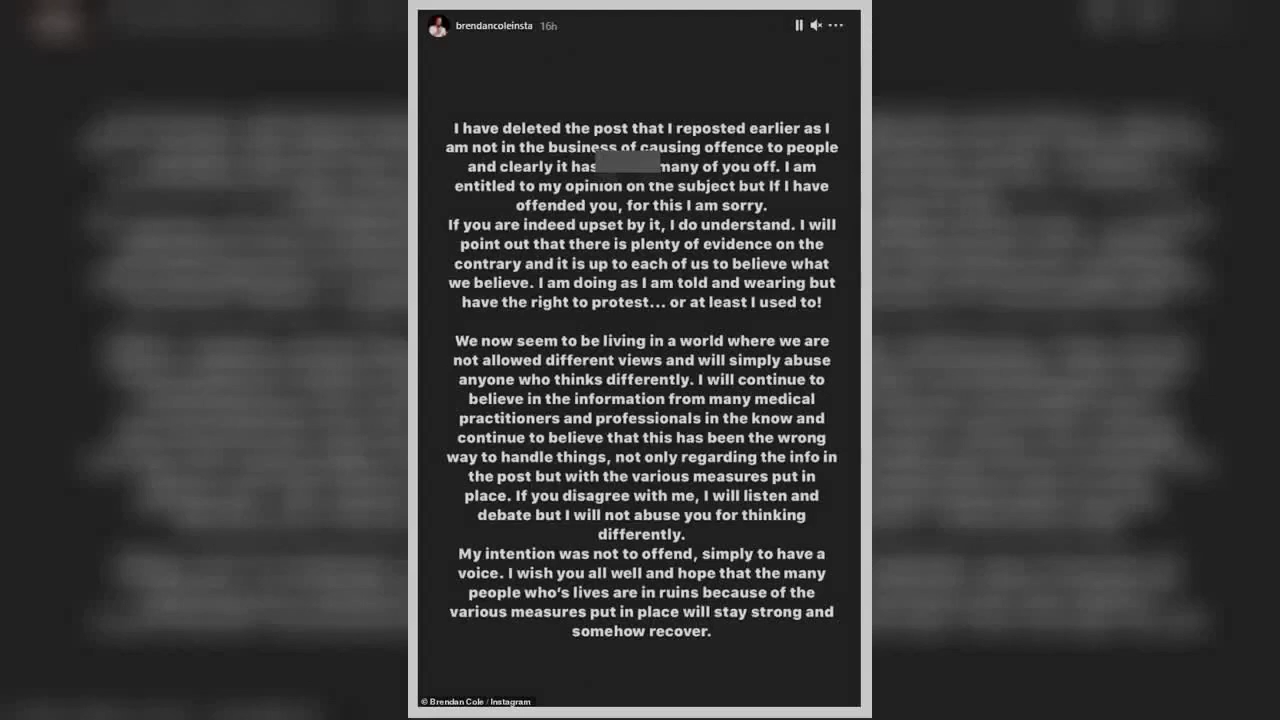 brendancoleinsta 16h
I have deleted the post that I reposted earlier as I
am not in the business of causing offence to people
and clearly it has many of you off. I am
entitled to my opinion on the subject but If I have
offended you, for this I am sorry.
If you are indeed upset by it, I do understand. I will
point out that there is plenty of evidence on the
contrary and it is up to each of us to believe what
we believe. I am doing as I am told and wearing but
have the right to protest... or at least I used to!
We now seem to be living in a world where we are
not allowed different views and will simply abuse
anyone who thinks differently. I will continue to
believe in the information from many medical
practitioners and professionals in the know and
continue to believe that this has been the wrong
way to handle things, not only regarding the info in
the post but with the various measures put in
place. If you disagree with me, I will listen and
debate but I will not abuse you for thinking
differently.
My intention was not to offend, simply to have a
voice. I wish you all well and hope that the many
people who's lives are in ruins because of the
various measures put in place will stay strong and
somehow recover.
© Brendan Cole / Instagram